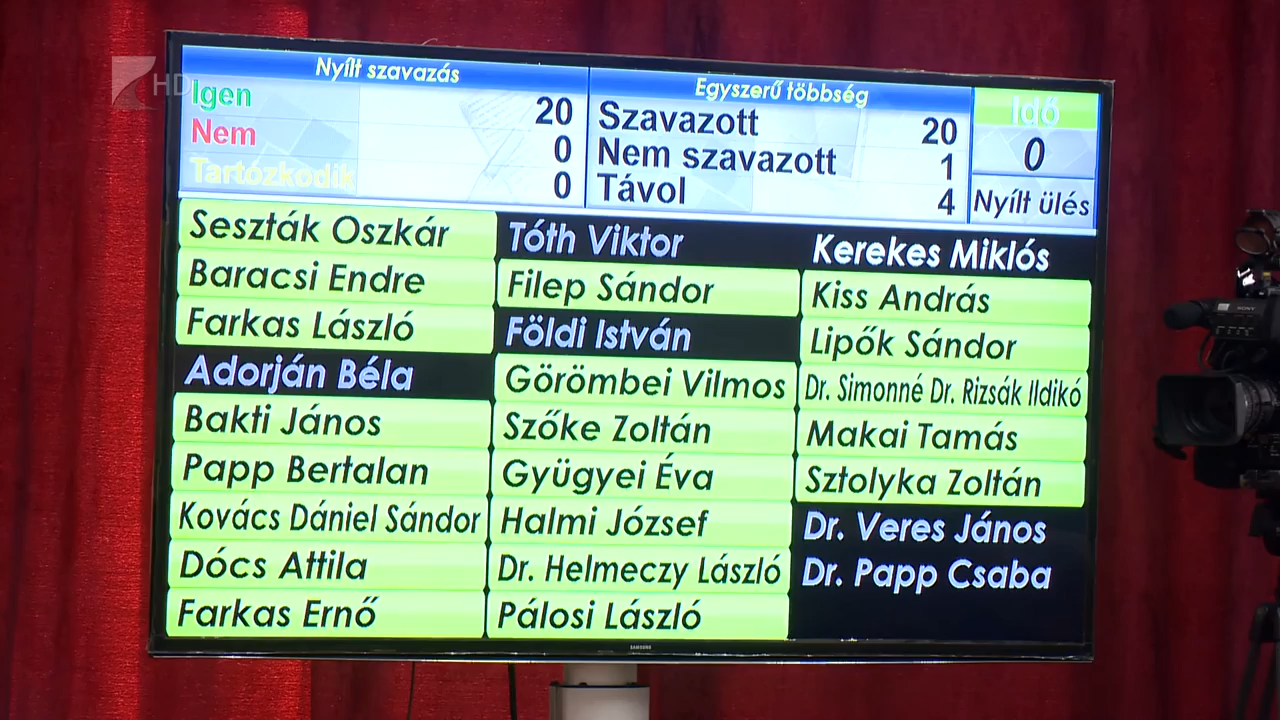 HD
Nyílt szavazás
Igen 20
Nem 0
Tartózkodik 0
Egyszerű többség
Szavazott 20
Nem szavazott 1
Távol 4
Idő
0
Nyílt ülés
Seszták Oszkár
Baracsi Endre
Farkas László
Adorján Béla
Bakti János
Papp Bertalan
Kovács Dániel Sándor
Dócs Attila
Farkas Ernő
Tóth Viktor
Filep Sándor
Földi István
Görömbei Vilmos
Szőke Zoltán
Gyügyei Éva
Halmi József
Dr. Helmeczy László
Pálosi László
Kerekes Miklós
Kiss András
Lipők Sándor
Dr. Simonné Dr. Rizsák Ildikó
Makai Tamás
Sztolyka Zoltán
Dr. Veres János
Dr. Papp Csaba
SAMSUNG
SONY